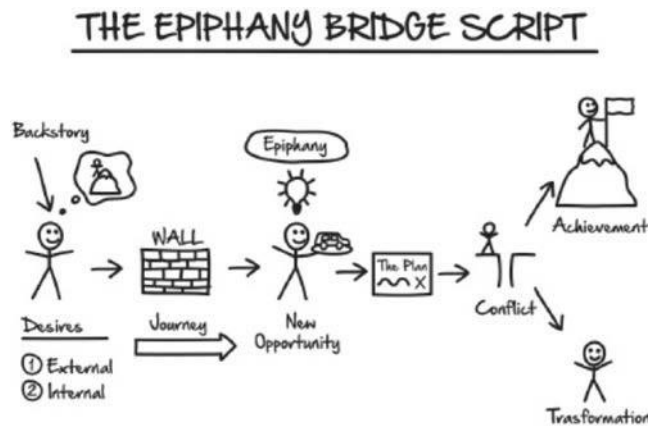 THE EPIPHANY BRIDGE SCRIPT
Backstory
Epiphany
WALL
The Plan
Achievement
Conflict
Desires
Journey
New
Opportunity
① External
② Internal
Trasformation